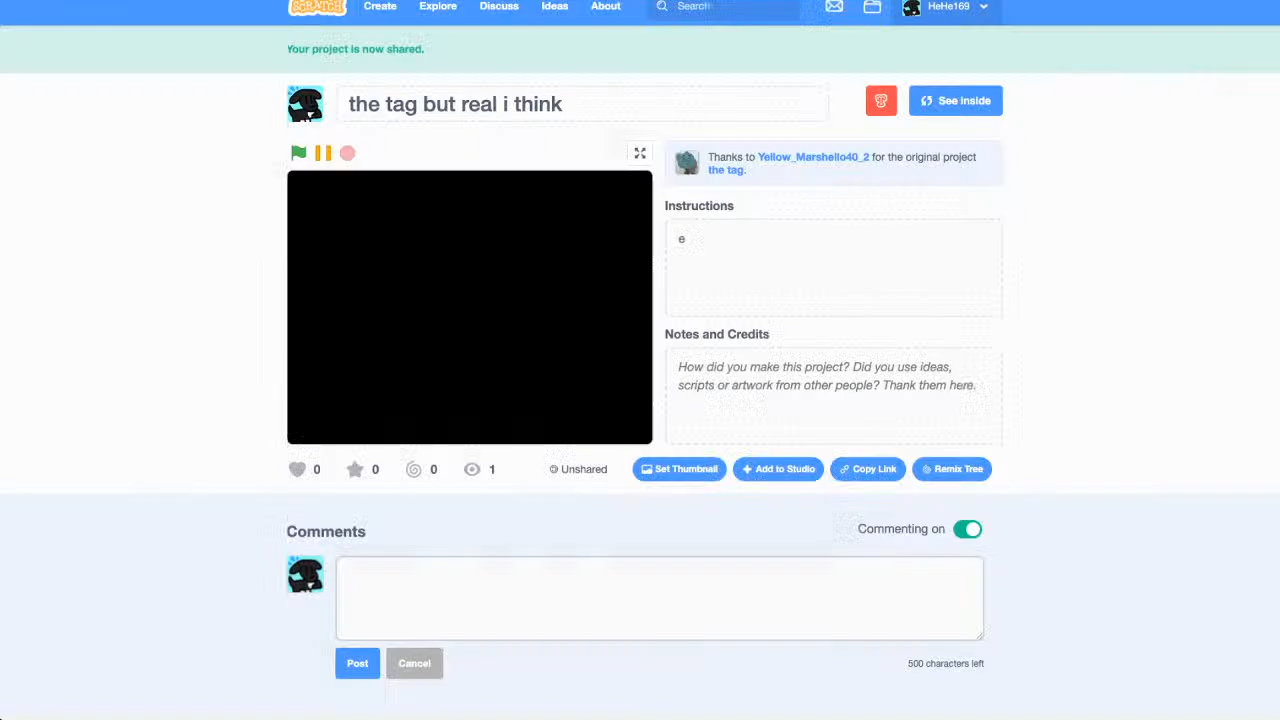 SCRATCH Create Explore Discuss Ideas About Search HeHe169
Your project is now shared.
the tag but real i think
See inside
Thanks to Yellow_Marshello40_2 for the original project
the tag.
Instructions
e
Notes and Credits
How did you make this project? Did you use ideas,
scripts or artwork from other people? Thank them here.
0 0 0 1 Unshared Set Thumbnail Add to Studio Copy Link Remix Tree
Comments Commenting on
Post Cancel 500 characters left